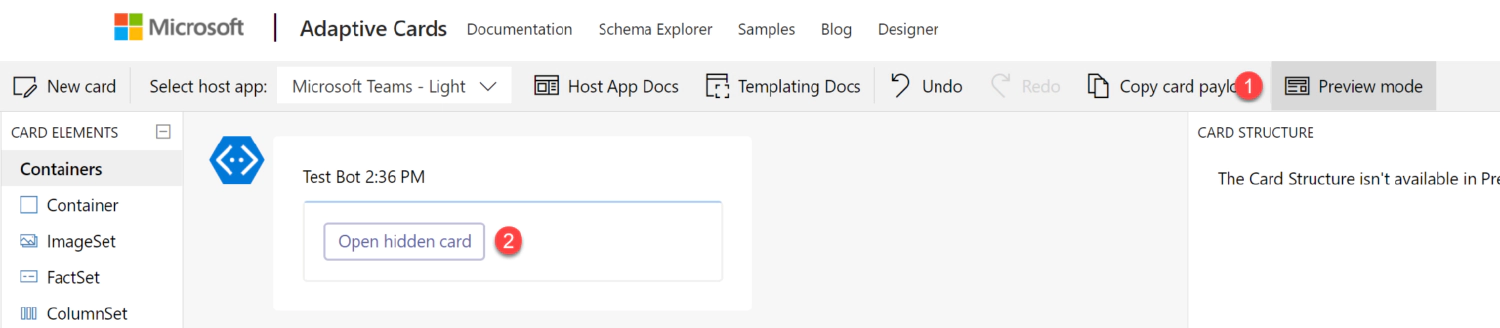 Microsoft Adaptive Cards Documentation Schema Explorer Samples Blog Designer
New card Select host app: Microsoft Teams - Light Host App Docs Templating Docs Undo Redo Copy card paylo 1 Preview mode
CARD ELEMENTS
Containers
Container
ImageSet
FactSet
ColumnSet
Test Bot 2:36 PM
Open hidden card 2
CARD STRUCTURE
The Card Structure isn't available in Pre